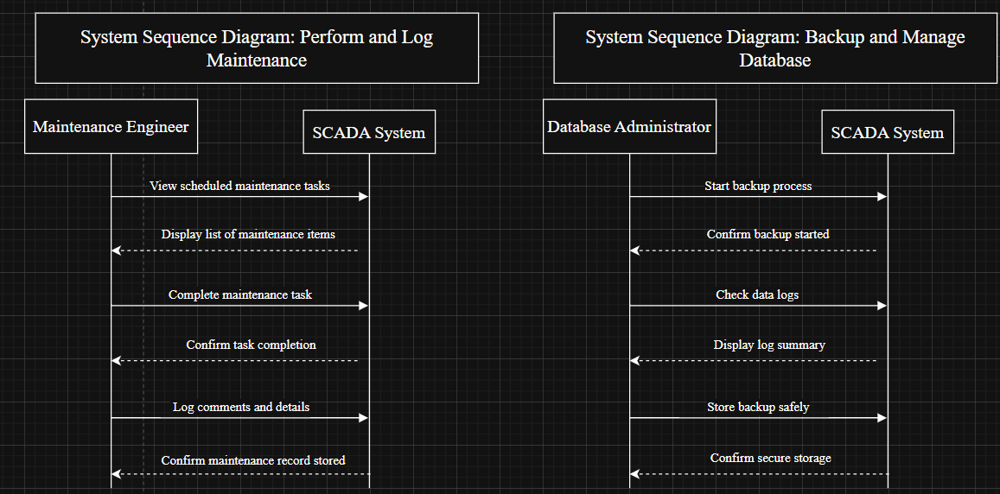 System Sequence Diagram: Perform and Log
Maintenance
Maintenance Engineer
SCADA System
View scheduled maintenance tasks
Display list of maintenance items
Complete maintenance task
Confirm task completion
Log comments and details
Confirm maintenance record stored
System Sequence Diagram: Backup and Manage
Database
Database Administrator
SCADA System
Start backup process
Confirm backup started
Check data logs
Display log summary
Store backup safely
Confirm secure storage